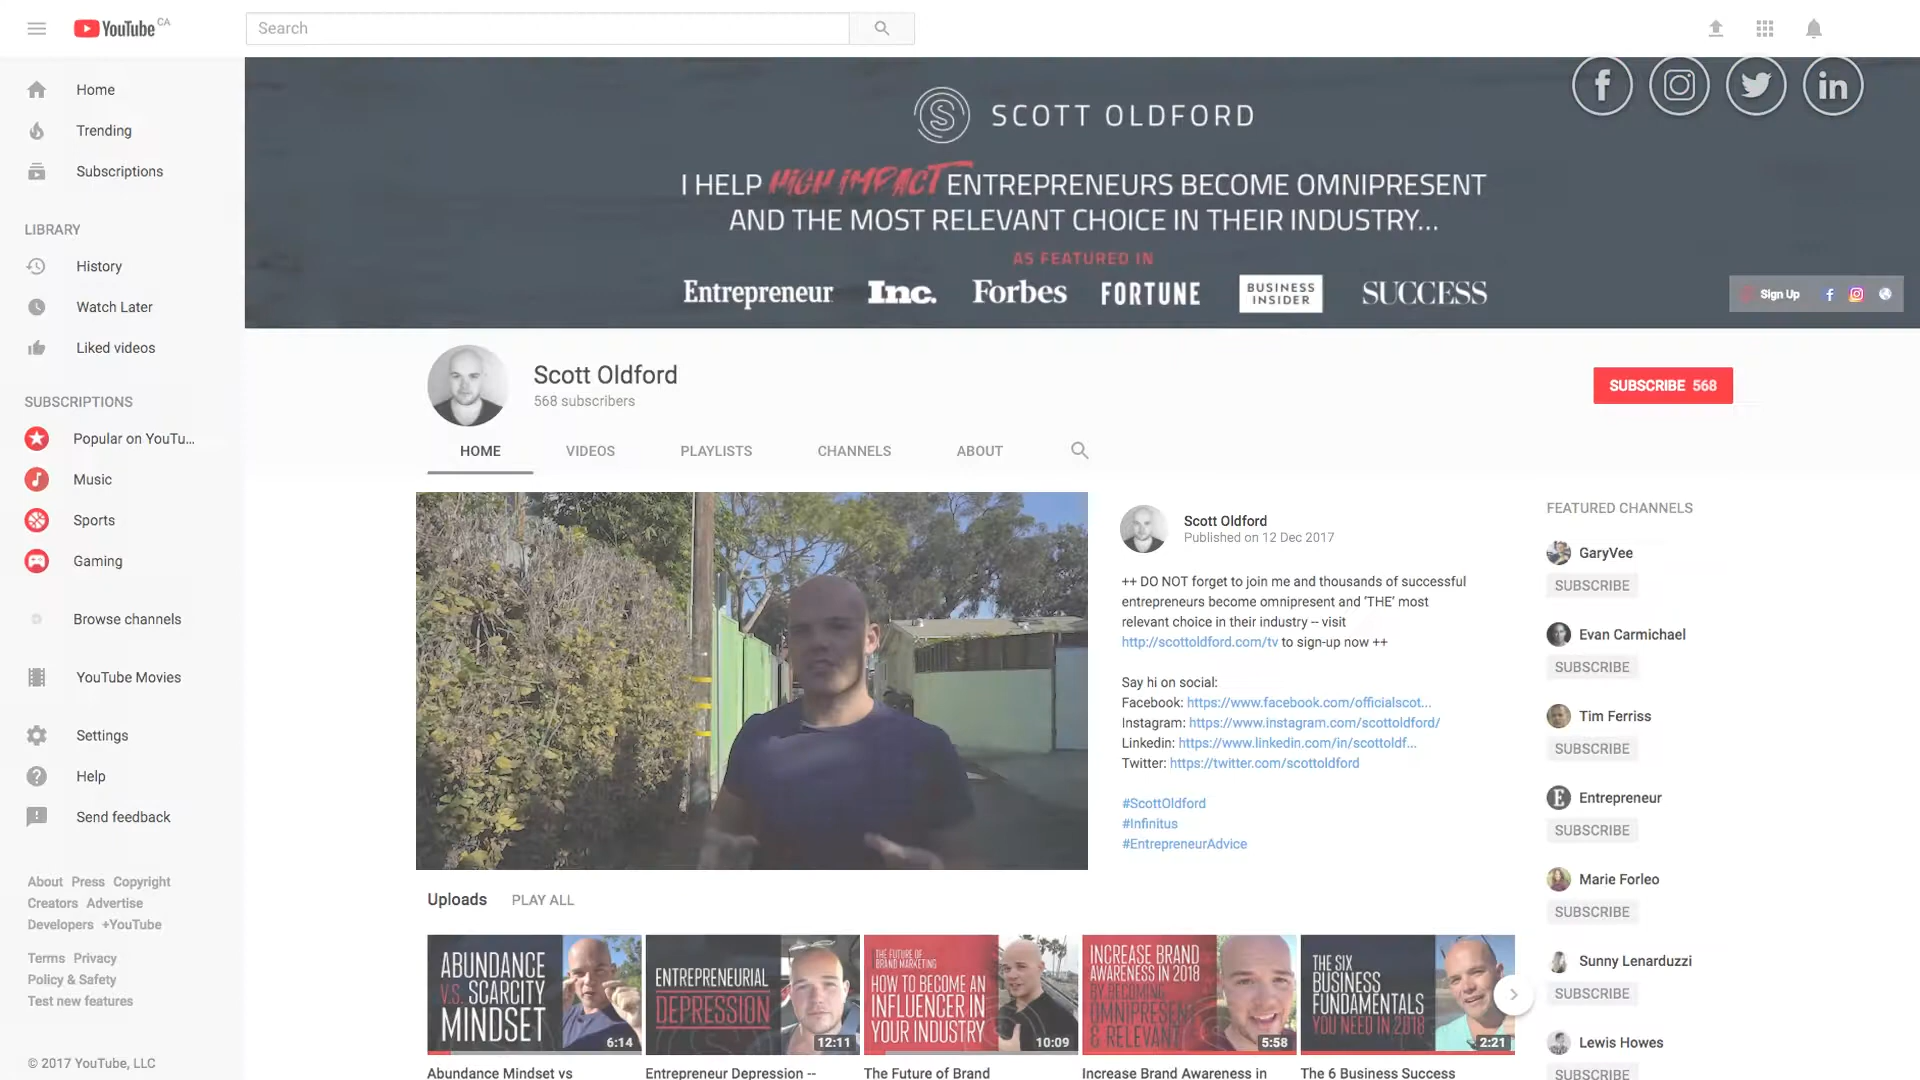 YouTube CA
Search
Home
Trending
Subscriptions
LIBRARY
History
Watch Later
Liked videos
SUBSCRIPTIONS
Popular on YouTu...
Music
Sports
Gaming
Browse channels
YouTube Movies
Settings
Help
Send feedback
About Press Copyright
Creators Advertise
Developers +YouTube
Terms Privacy
Policy & Safety
Test new features
© 2017 YouTube, LLC
SCOTT OLDFORD
I HELP HIGH IMPACT ENTREPRENEURS BECOME OMNIPRESENT
AND THE MOST RELEVANT CHOICE IN THEIR INDUSTRY...
AS FEATURED IN
Entrepreneur Inc. Forbes FORTUNE BUSINESS INSIDER SUCCESS
Sign Up
Scott Oldford
568 subscribers
SUBSCRIBE 568
HOME VIDEOS PLAYLISTS CHANNELS ABOUT
Scott Oldford
Published on 12 Dec 2017
++ DO NOT forget to join me and thousands of successful
entrepreneurs become omnipresent and 'THE' most
relevant choice in their industry -- visit
http://scottoldford.com/tv to sign-up now ++
Say hi on social:
Facebook: https://www.facebook.com/officialscot...
Instagram: https://www.instagram.com/scottoldford/
Linkedin: https://www.linkedin.com/in/scottoldf...
Twitter: https://twitter.com/scottoldford
#ScottOldford
#Infinitus
#EntrepreneurAdvice
FEATURED CHANNELS
GaryVee
SUBSCRIBE
Evan Carmichael
SUBSCRIBE
Tim Ferriss
SUBSCRIBE
Entrepreneur
SUBSCRIBE
Marie Forleo
SUBSCRIBE
Sunny Lenarduzzi
SUBSCRIBE
Lewis Howes
SUBSCRIBE
Uploads PLAY ALL
ABUNDANCE
V.S. SCARCITY
MINDSET
6:14
ENTREPRENEURIAL
DEPRESSION
12:11
THE FUTURE OF
BRAND MARKETING
HOW TO BECOME AN
INFLUENCER IN
YOUR INDUSTRY
10:09
INCREASE BRAND
AWARENESS IN 2018
BY BECOMING
OMNIPRESENT
& RELEVANT
5:58
THE SIX
BUSINESS
FUNDAMENTALS
YOU NEED IN 2018
2:21
Abundance Mindset vs
Entrepreneur Depression --
The Future of Brand
Increase Brand Awareness in
The 6 Business Success